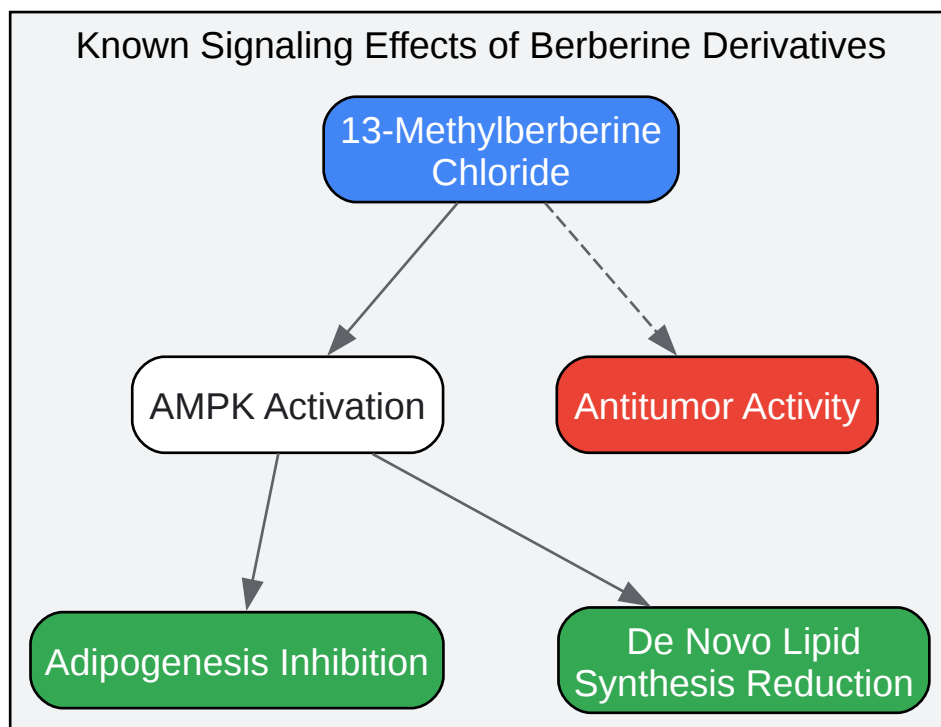 Known Signaling Effects of Berberine Derivatives
13-Methylberberine
Chloride
AMPK Activation
Antitumor Activity
Adipogenesis Inhibition
De Novo Lipid
Synthesis Reduction